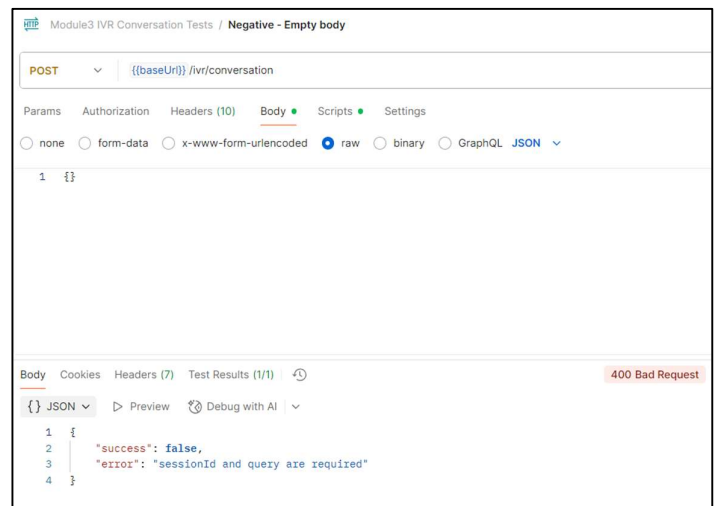 HTTP Module3 IVR Conversation Tests / Negative - Empty body
POST {{baseUrl}} /ivr/conversation
Params Authorization Headers (10) Body Scripts Settings
none form-data x-www-form-urlencoded raw binary GraphQL JSON
1 {}
Body Cookies Headers (7) Test Results (1/1) 400 Bad Request
{} JSON Preview Debug with AI
1 {
2 "success": false,
3 "error": "sessionId and query are required"
4 }